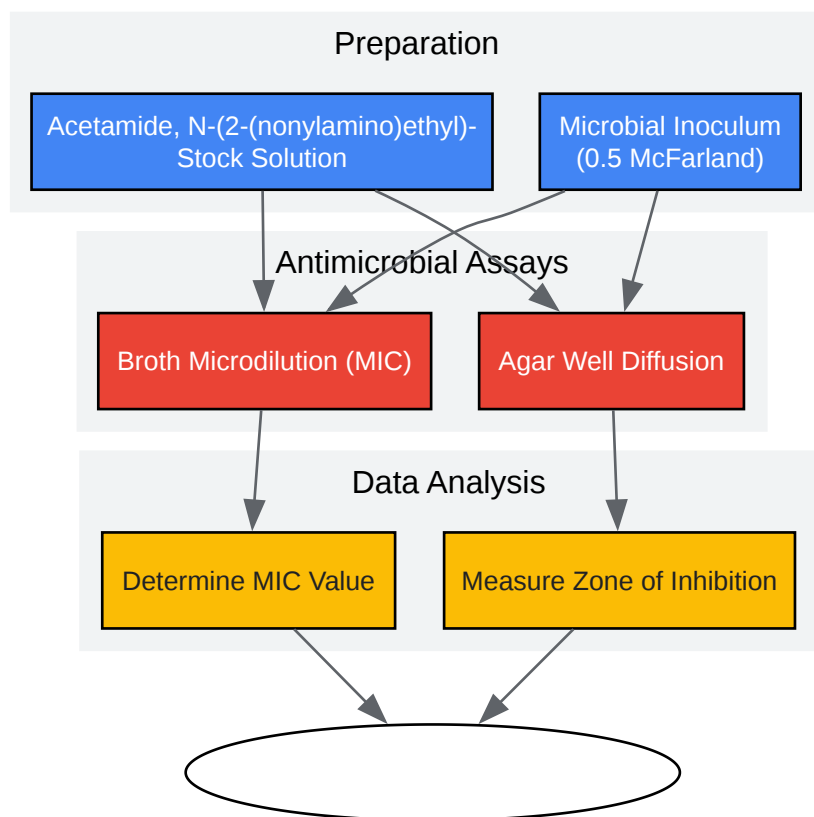 Preparation
Acetamide, N-(2-(nonylamino)ethyl)-
Stock Solution
Microbial Inoculum
(0.5 McFarland)
Antimicrobial Assays
Broth Microdilution (MIC)
Agar Well Diffusion
Data Analysis
Determine MIC Value
Measure Zone of Inhibition